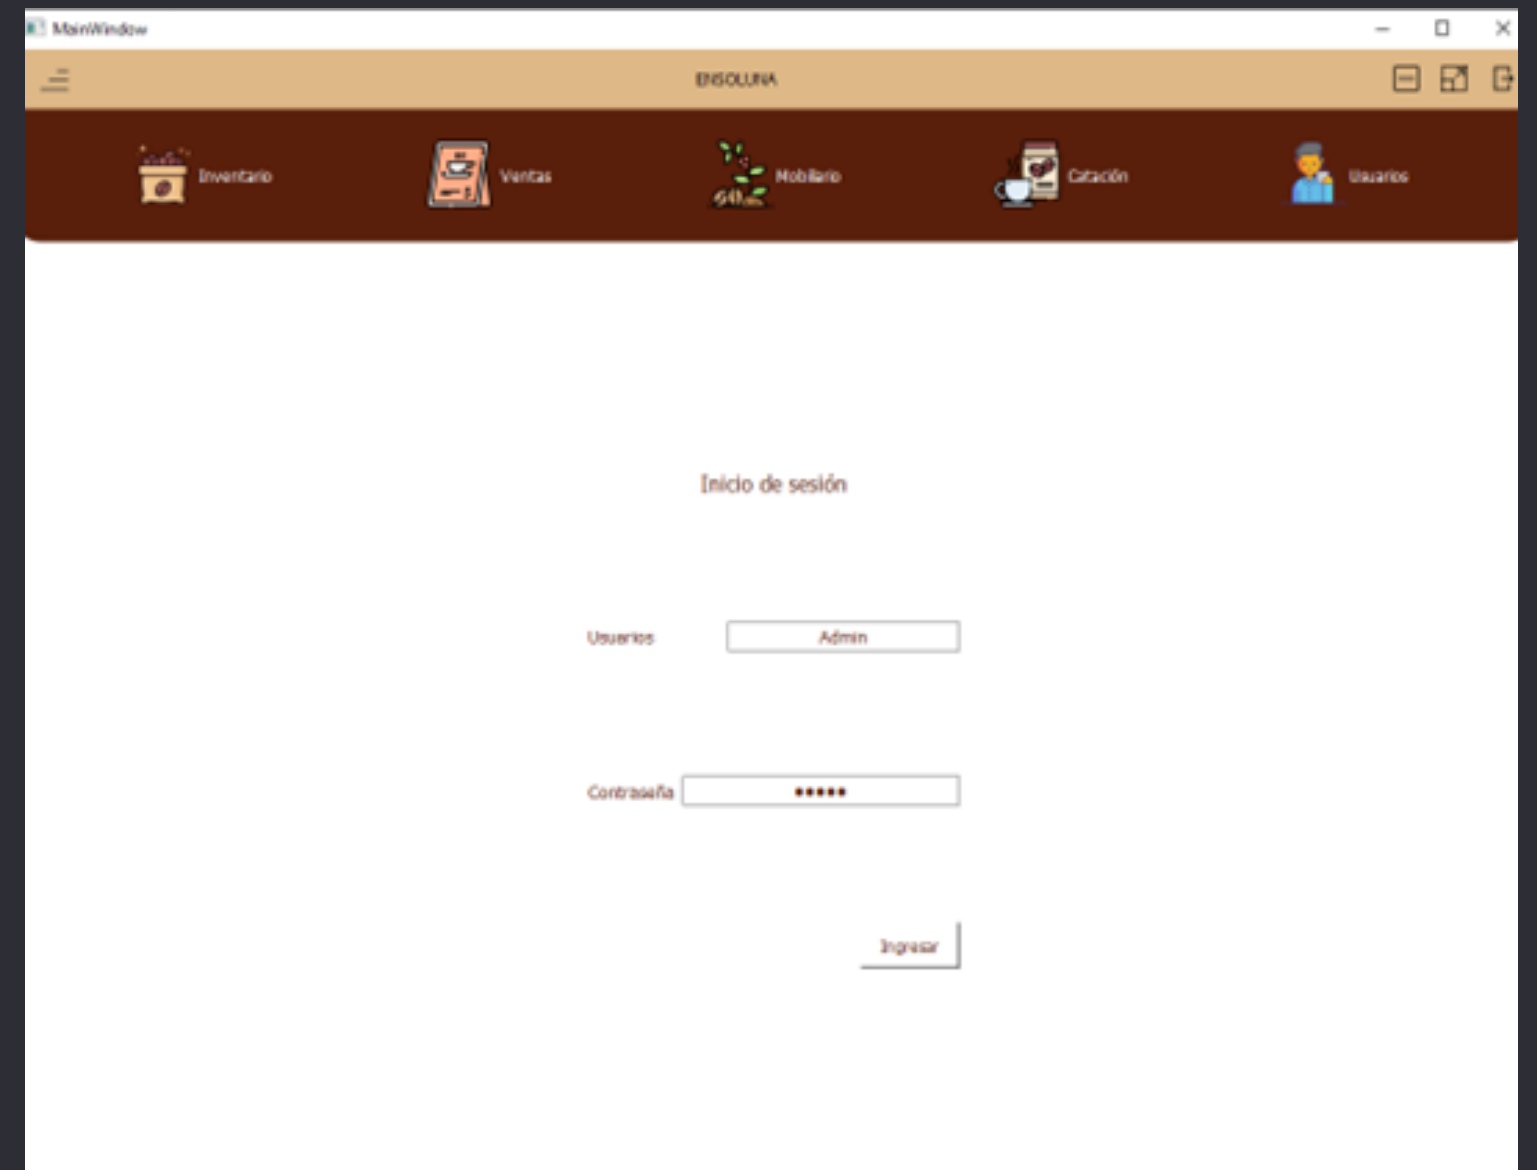 MainWindow
ENSOLUNA
Inventario
Ventas
Mobiliario
Catación
Usuarios
Inicio de sesión
Usuarios
Admin
Contraseña
•••••
Ingresar